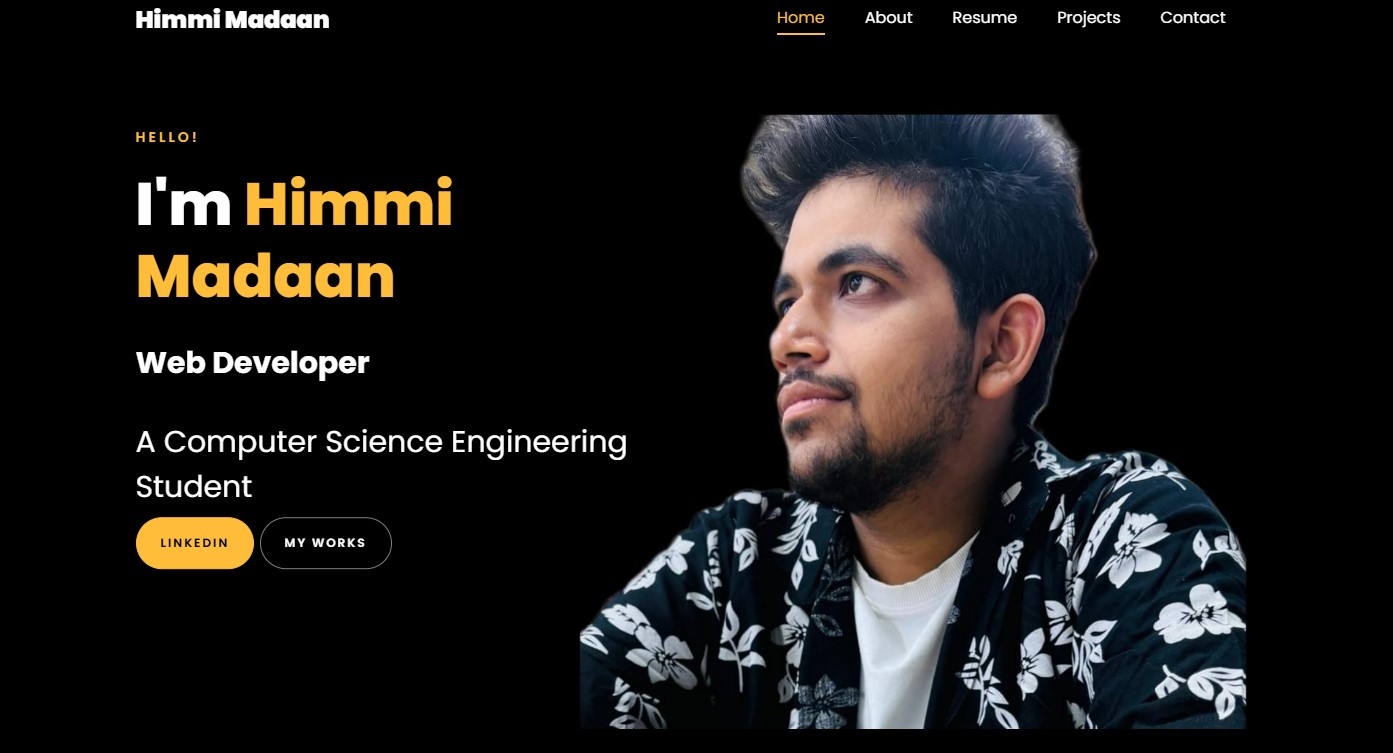 Himmi Madaan
Home About Resume Projects Contact
HELLO!
I'm Himmi
Madaan
Web Developer
A Computer Science Engineering
Student
LINKEDIN MY WORKS